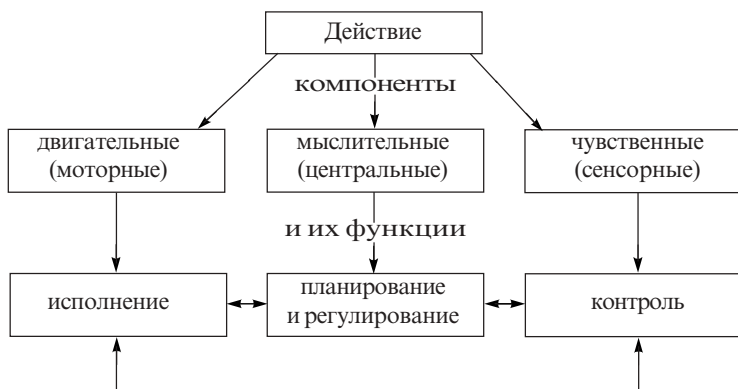 Действие
компоненты
двигательные
(моторные)
мыслительные
(центральные)
чувственные
(сенсорные)
и их функции
исполнение
планирование
и регулирование
контроль